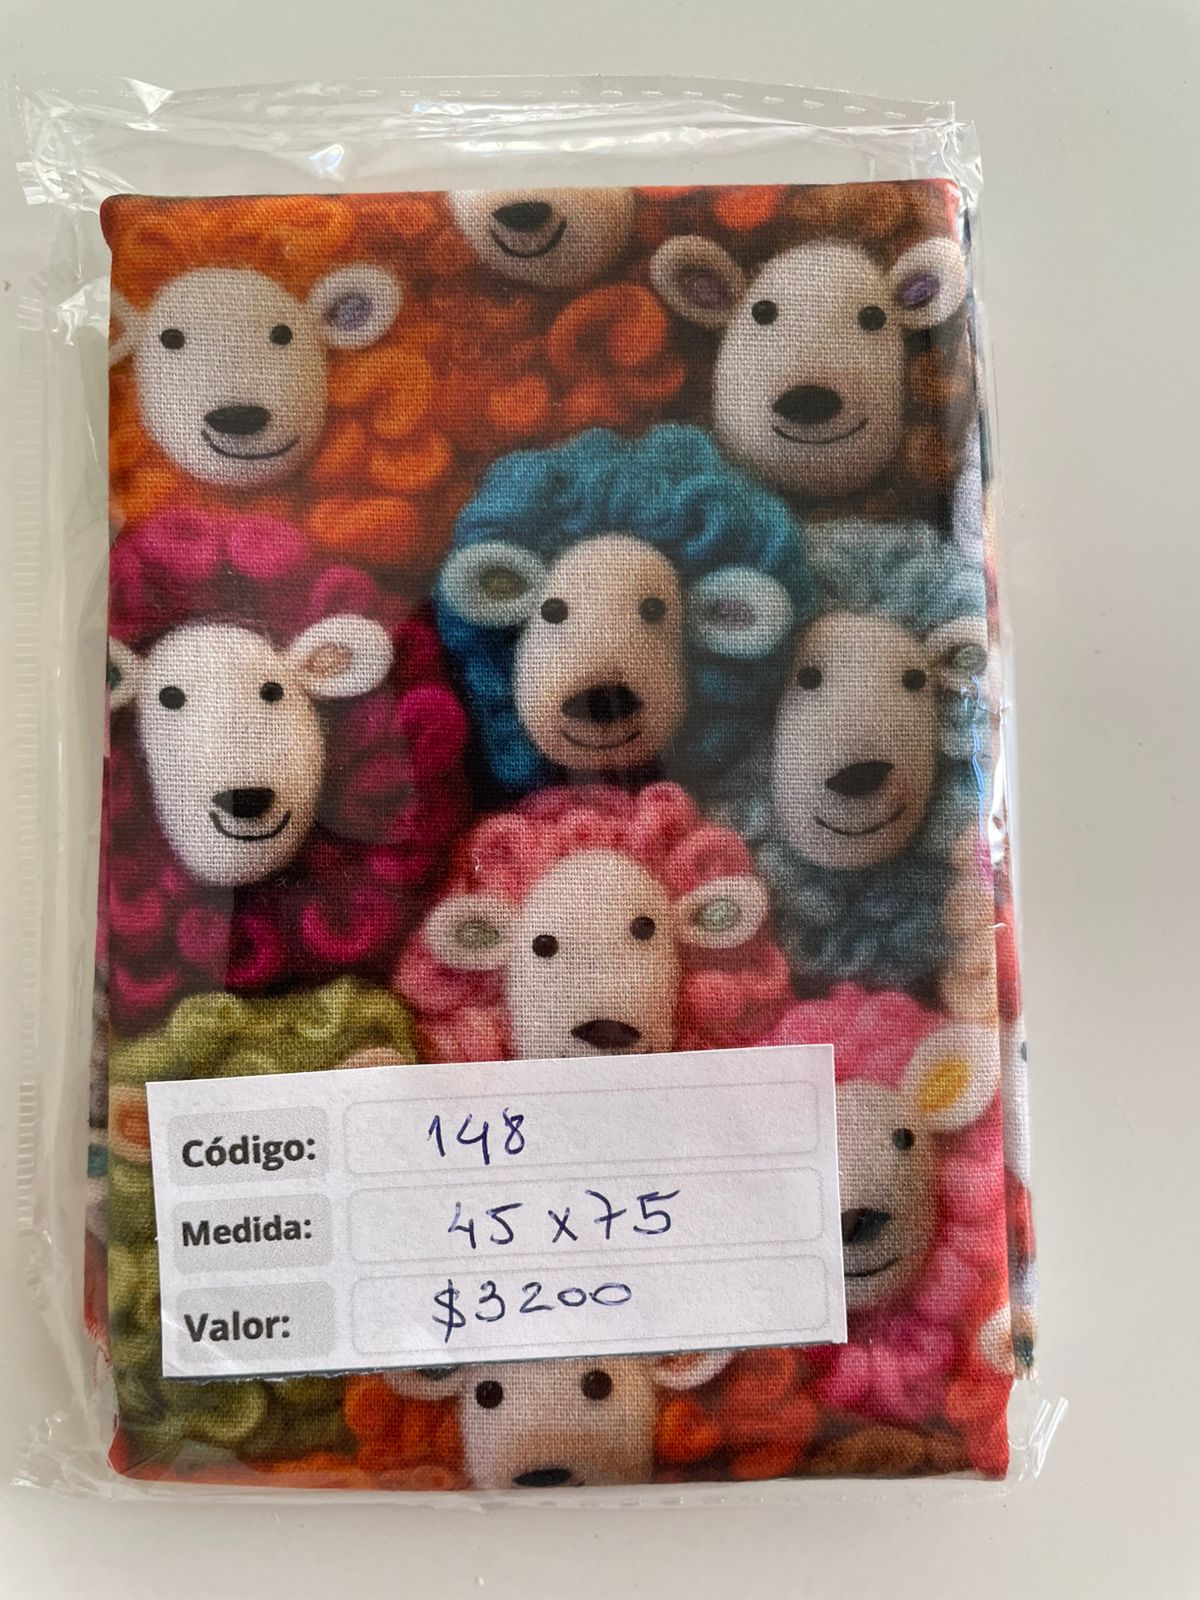 Código: 148
Medida: 45 x 75
Valor: $3200